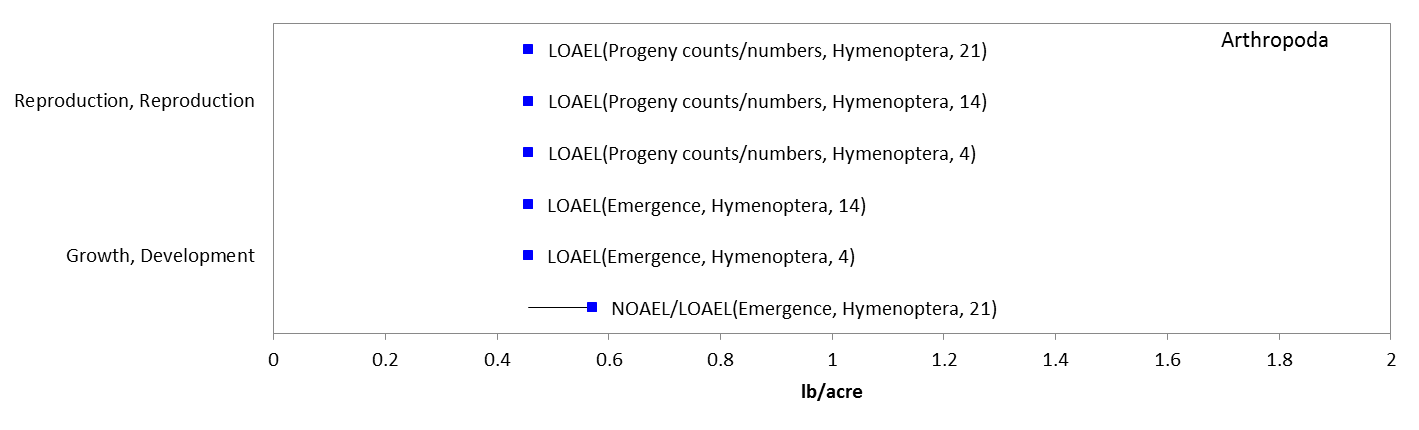 Arthropoda
LOAEL(Progeny counts/numbers, Hymenoptera, 21)
Reproduction, Reproduction
LOAEL(Progeny counts/numbers, Hymenoptera, 14)
LOAEL(Progeny counts/numbers, Hymenoptera, 4)
LOAEL(Emergence, Hymenoptera, 14)
Growth, Development
LOAEL(Emergence, Hymenoptera, 4)
NOAEL/LOAEL(Emergence, Hymenoptera, 21)
0 0.2 0.4 0.6 0.8 1 1.2 1.4 1.6 1.8 2
lb/acre